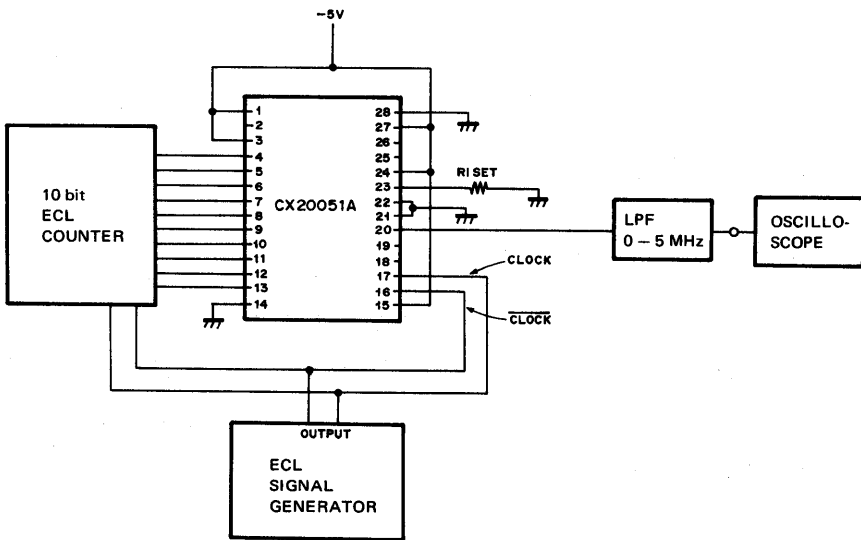 -5V
10 bit
ECL
COUNTER
1
2
3
4
5
6
7
8
9
10
11
12
13
14
CX20051A
28
27
26
25
24
23
22
21
20
19
18
17
16
15
RISET
CLOCK
CLOCK
LPF
0 – 5 MHz
OSCILLO-
SCOPE
OUTPUT
ECL
SIGNAL
GENERATOR